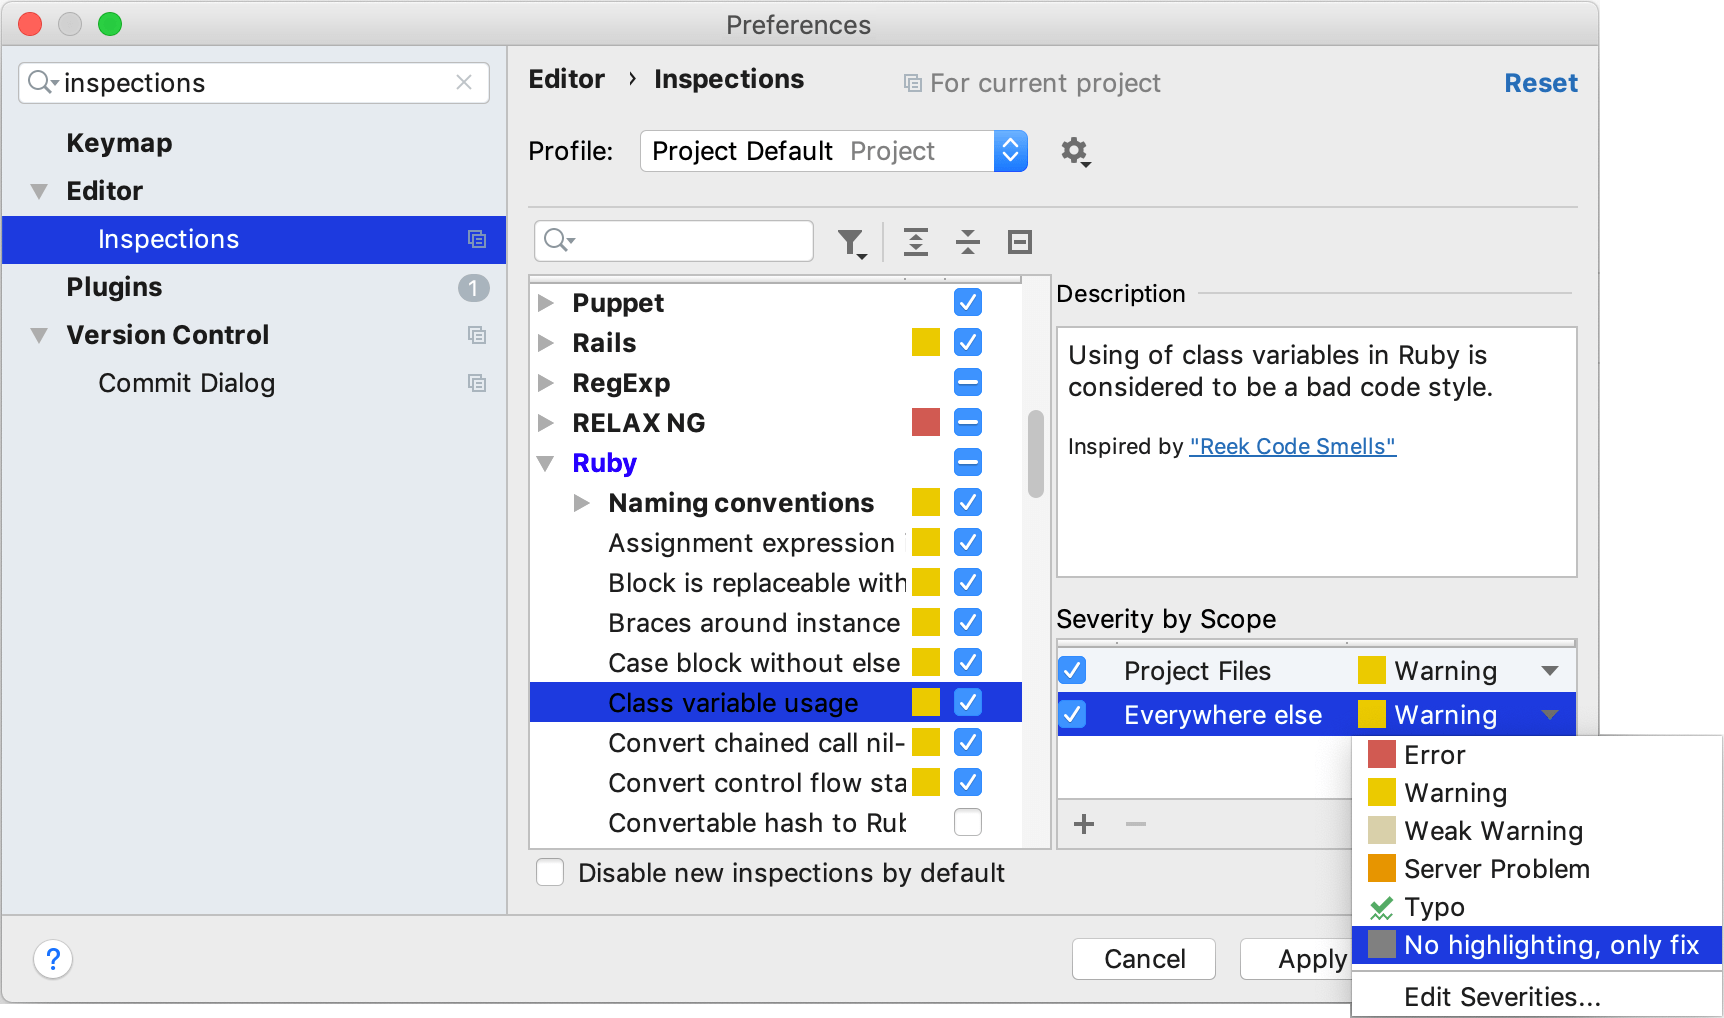 Preferences
inspections
Keymap
Editor
Inspections
Plugins
1
Version Control
Commit Dialog
Editor › Inspections
For current project
Reset
Profile:
Project Default Project
Puppet
Rails
RegExp
RELAX NG
Ruby
Naming conventions
Assignment expression
Block is replaceable with
Braces around instance
Case block without else
Class variable usage
Convert chained call nil-
Convert control flow sta
Convertable hash to Rub
Disable new inspections by default
Description
Using of class variables in Ruby is
considered to be a bad code style.
Inspired by "Reek Code Smells"
Severity by Scope
Project Files Warning
Everywhere else Warning
Error
Warning
Weak Warning
Server Problem
Typo
No highlighting, only fix
Edit Severities...
?
Cancel
Apply